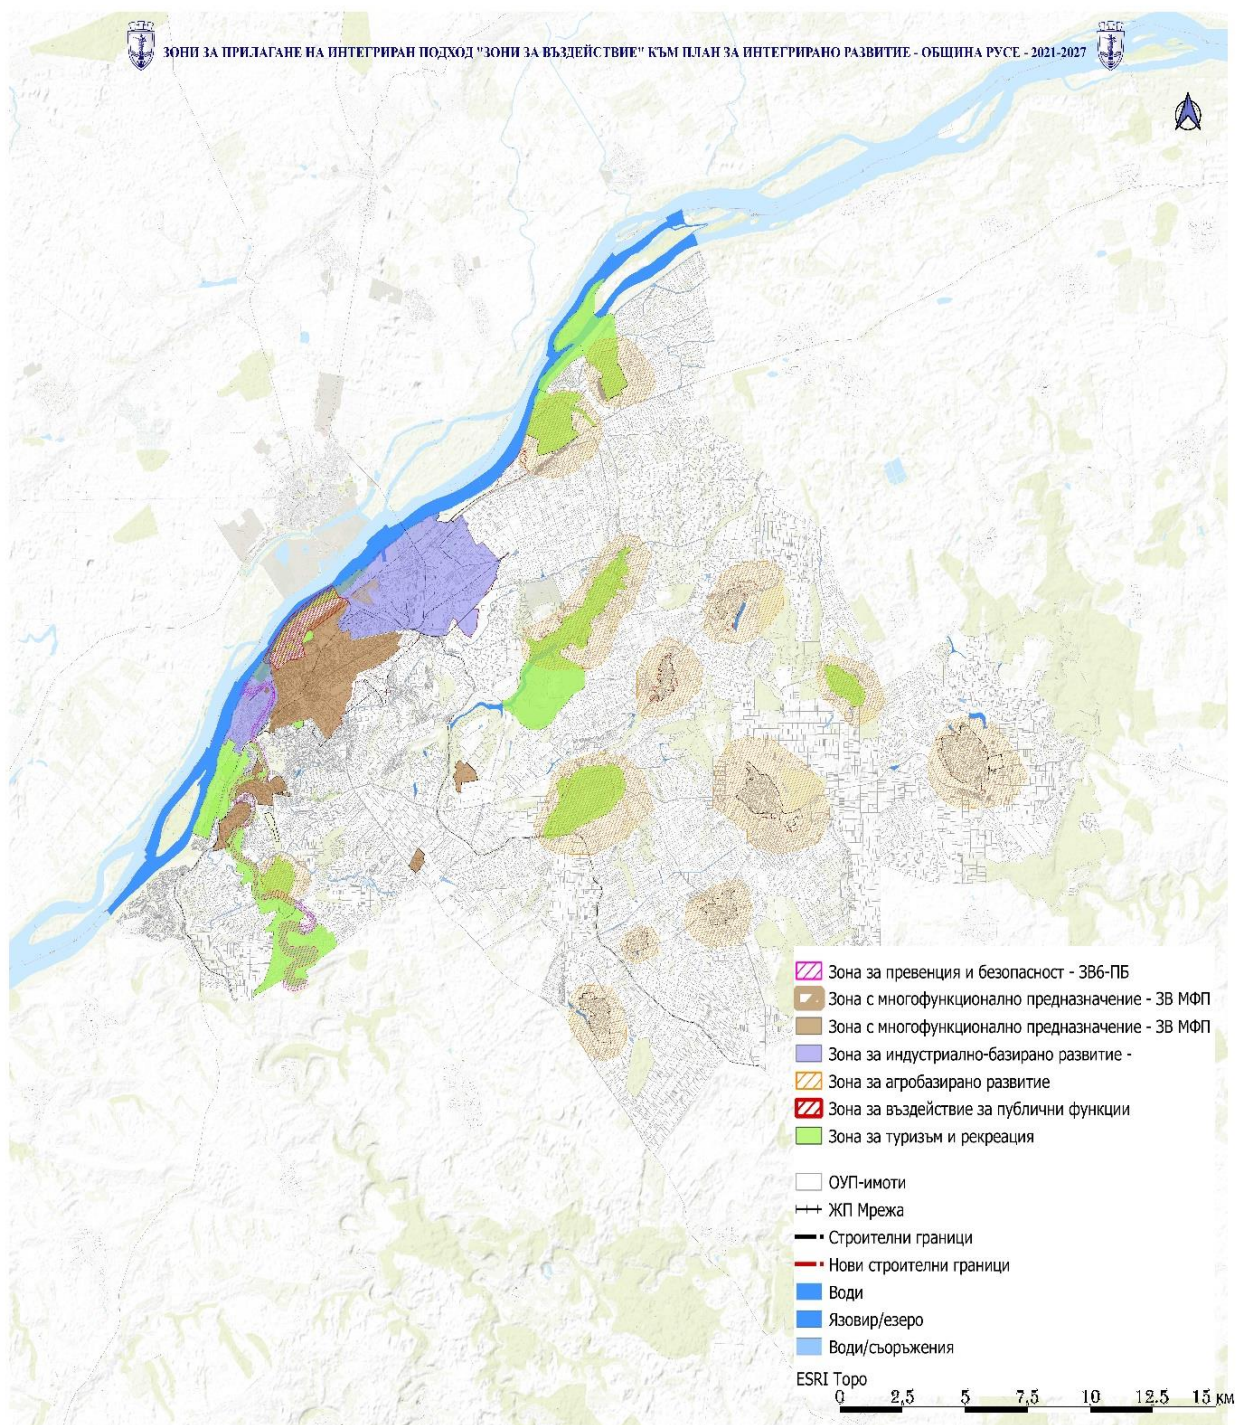 ЗОНИ ЗА ПРИЛАГАНЕ НА ИНТЕГРИРАН ПОДХОД "ЗОНИ ЗА ВЪЗДЕЙСТВИЕ" КЪМ ПЛАН ЗА ИНТЕГРИРАНО РАЗВИТИЕ - ОБЩИНА РУСЕ - 2021-2027
Зона за превенция и безопасност - ЗВ6-ПБ
Зона с многофункционално предназначение - ЗВ МФП
Зона с многофункционално предназначение - ЗВ МФП
Зона за индустриално-базирано развитие -
Зона за агробазирано развитие
Зона за въздействие за публични функции
Зона за туризъм и рекреация
ОУП-имоти
ЖП Мрежа
Строителни граници
Нови строителни граници
Води
Язовир/езеро
Води/съоръжения
ESRI Topo
0 2,5 5 7,5 10 12,5 15 км